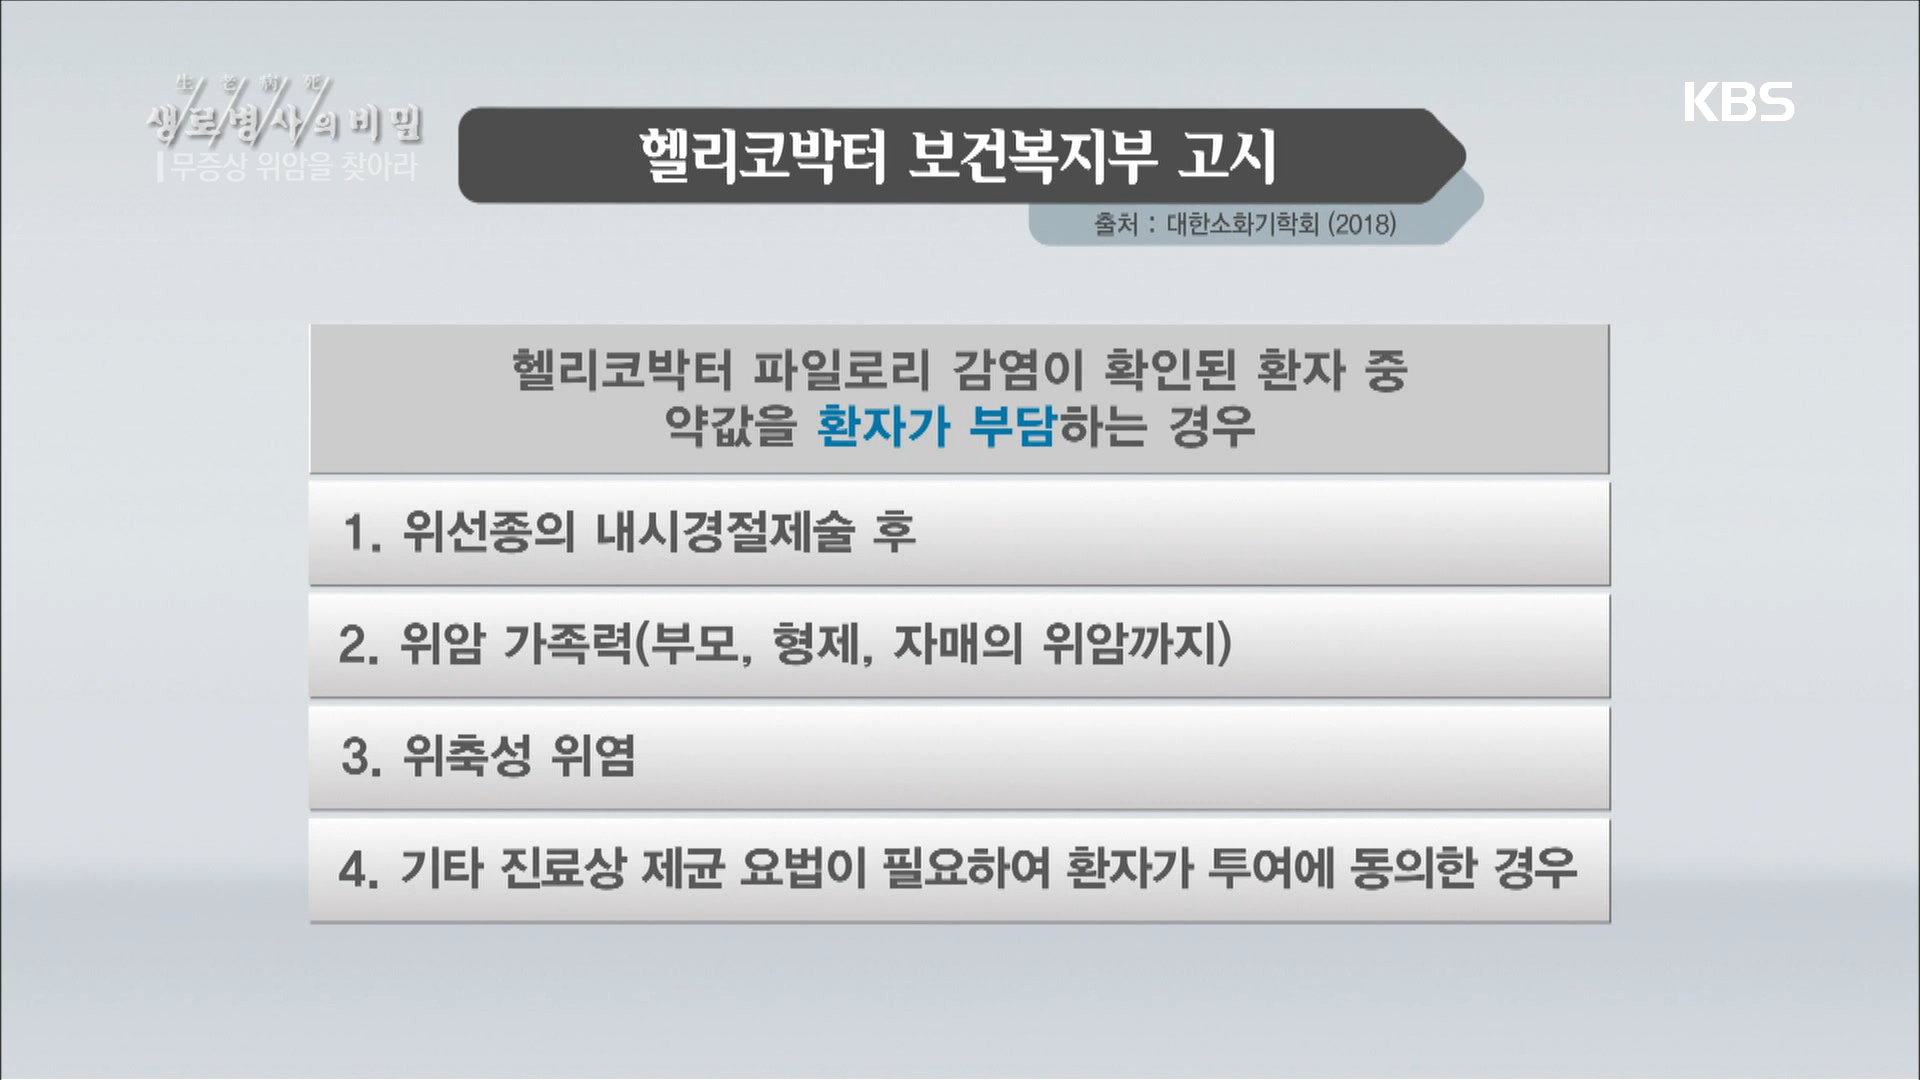 生老病死
생로병사의 비밀
무증상 위암을 찾아라
KBS
헬리코박터 보건복지부 고시
출처 : 대한소화기학회 (2018)
헬리코박터 파일로리 감염이 확인된 환자 중
약값을 환자가 부담하는 경우
1. 위선종의 내시경절제술 후
2. 위암 가족력(부모, 형제, 자매의 위암까지)
3. 위축성 위염
4. 기타 진료상 제균 요법이 필요하여 환자가 투여에 동의한 경우